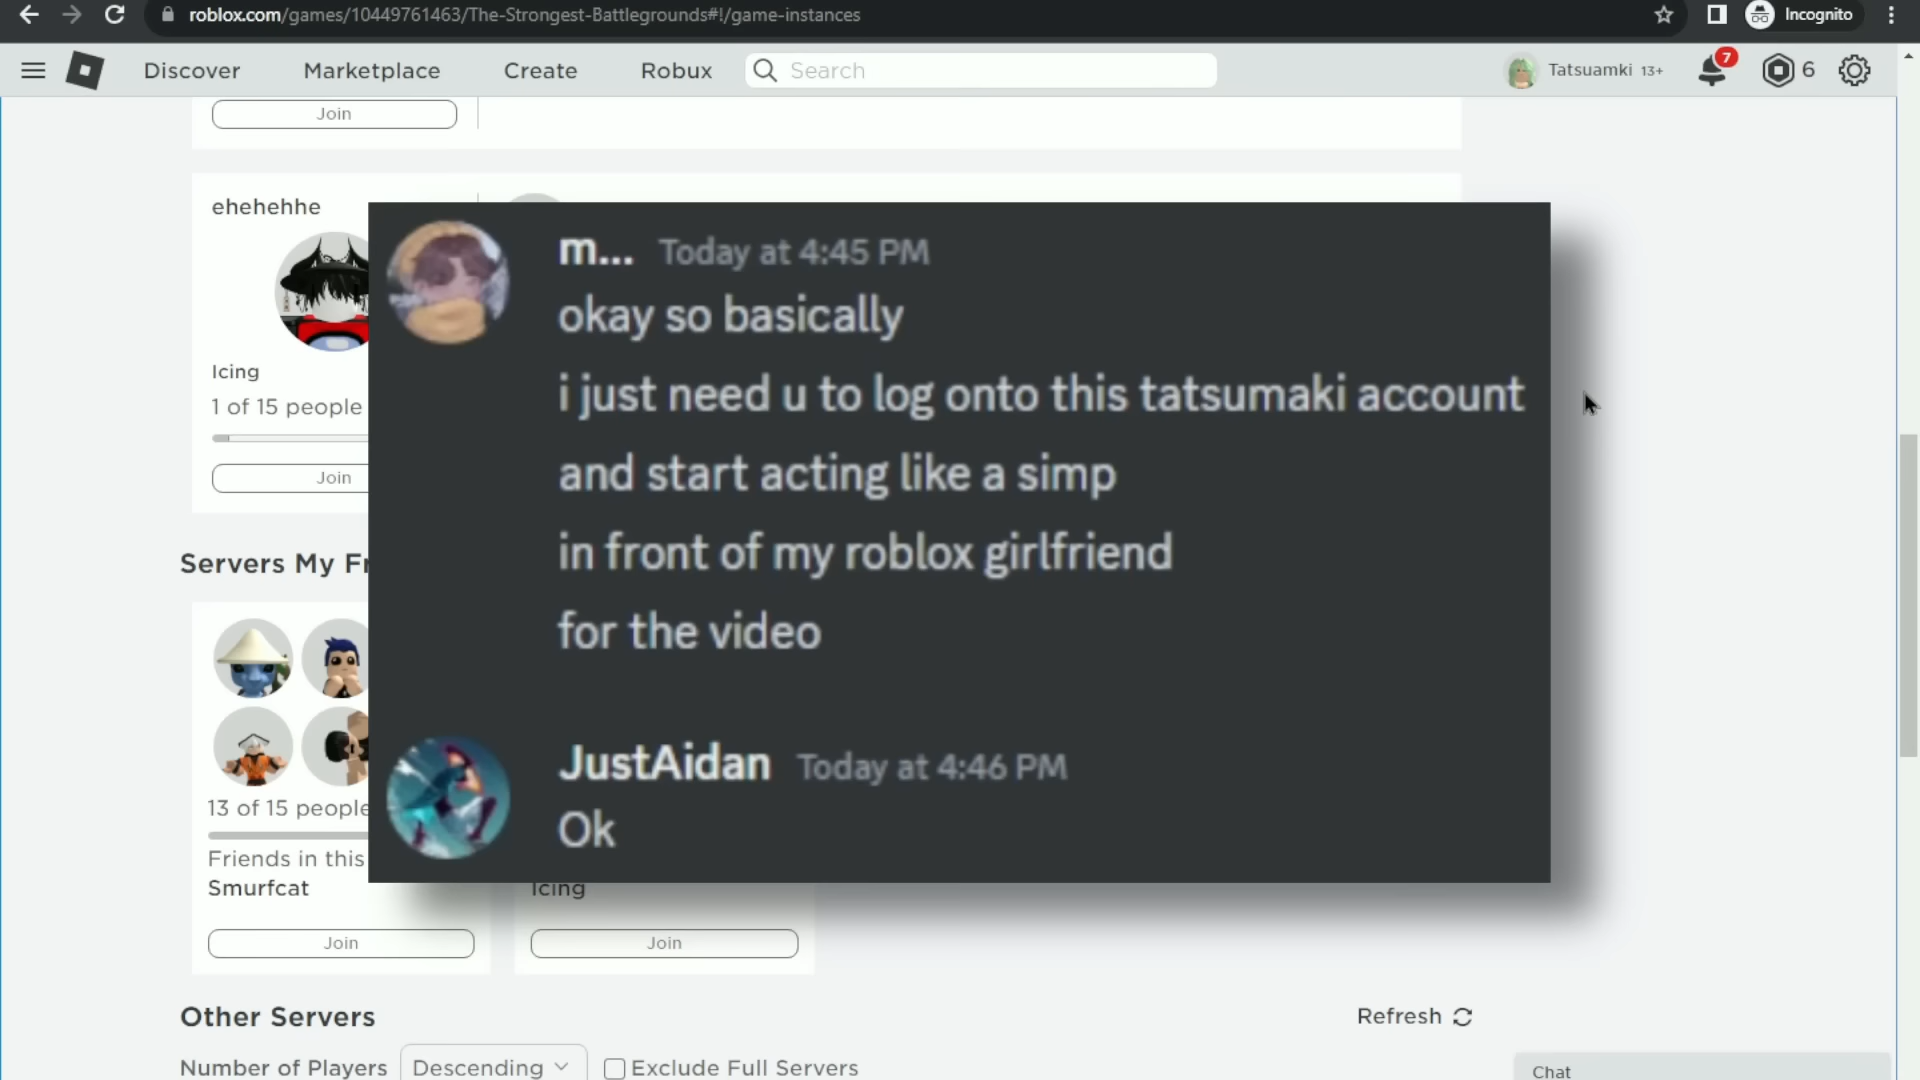 roblox.com/games/10449761463/The-Strongest-Battlegrounds#!/game-instances
Incognito
Discover
Marketplace
Create
Robux
Search
Tatsuamki 13+
7
6
Join
ehehehhe
Icing
1 of 15 people
Join
m... Today at 4:45 PM
okay so basically
i just need u to log onto this tatsumaki account
and start acting like a simp
in front of my roblox girlfriend
for the video
JustAidan Today at 4:46 PM
Ok
Servers My Fr
13 of 15 people
Friends in this
Smurfcat
Icing
Join
Join
Other Servers
Refresh
Number of Players
Descending
Exclude Full Servers
Chat